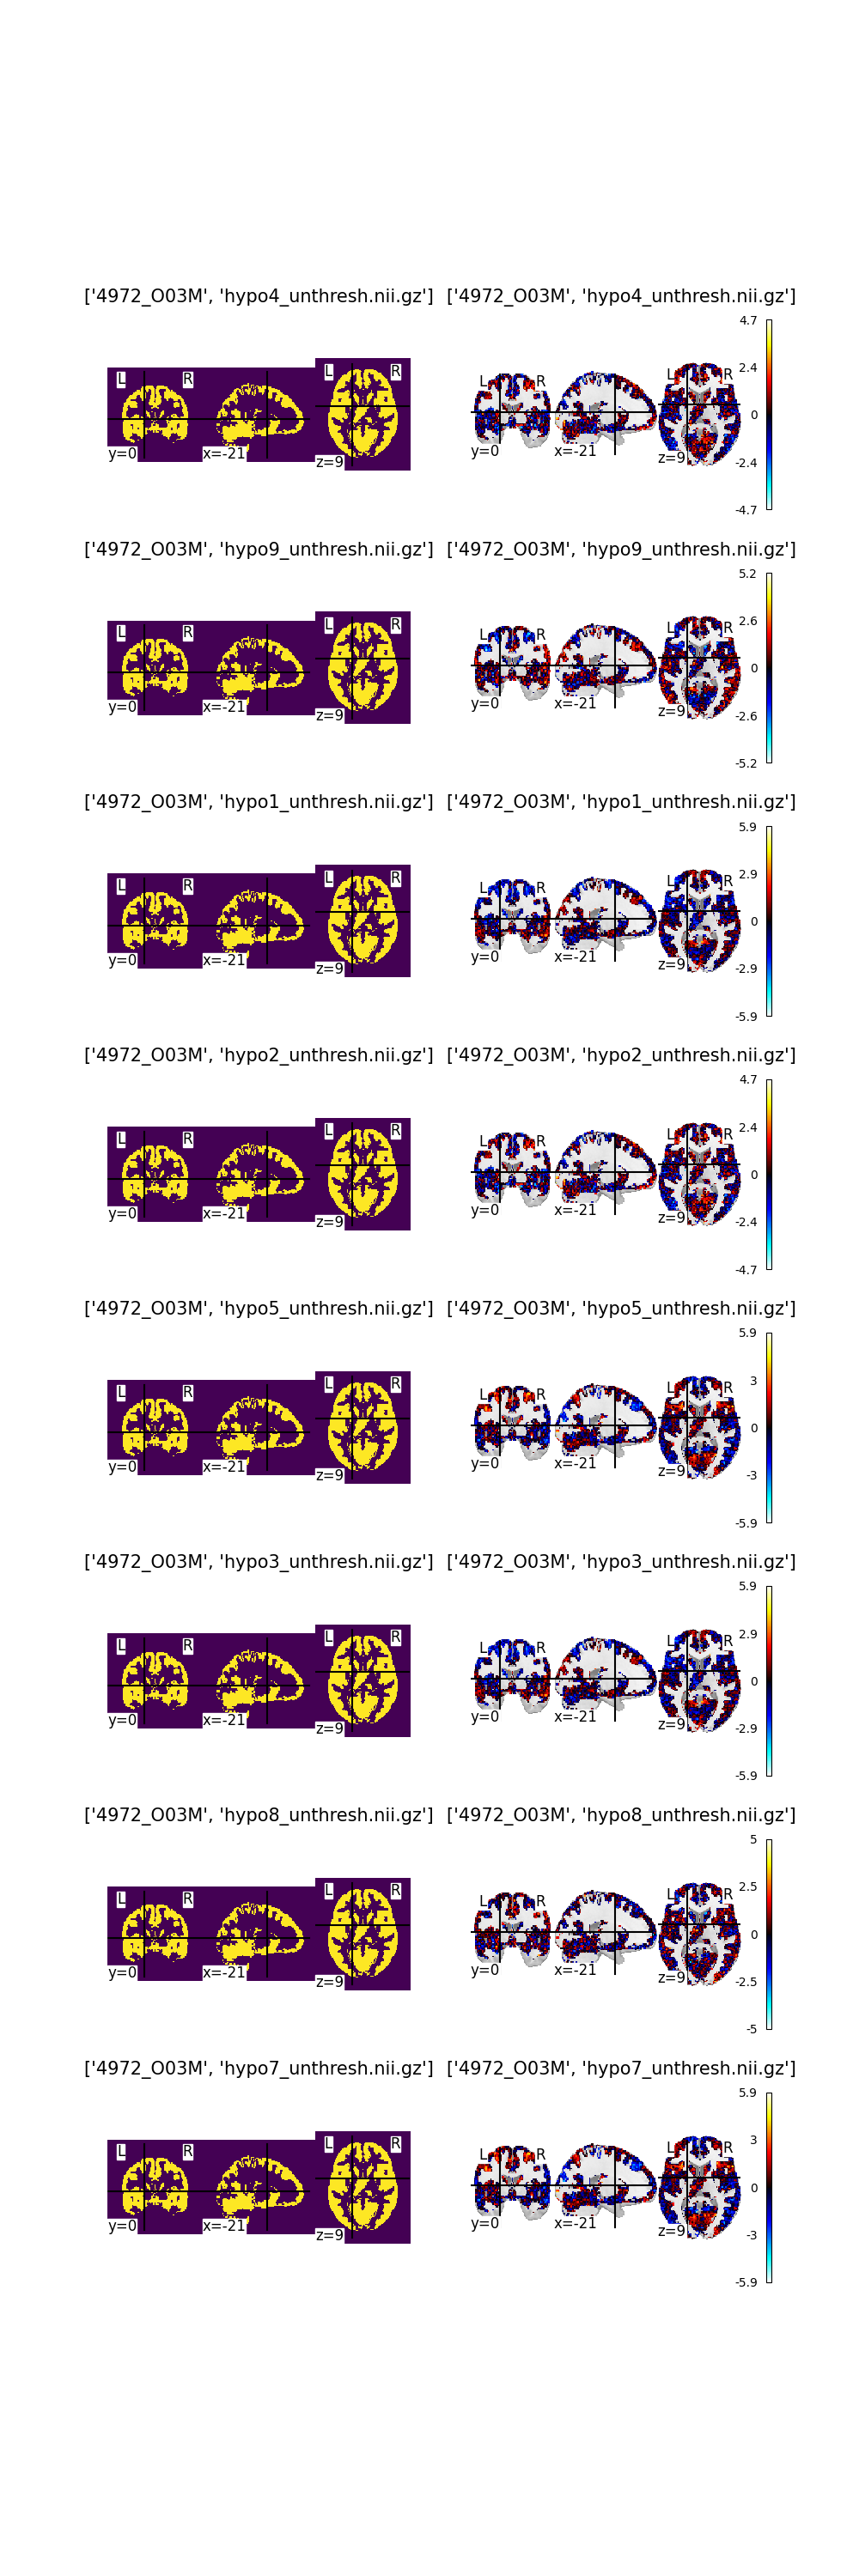 ['4972_O03M', 'hypo4_unthresh.nii.gz'] ['4972_O03M', 'hypo4_unthresh.nii.gz']
4.7
L R L R L R L R
2.4
0
y=0 x=-21 z=9 y=0 x=-21 z=9
-2.4
-4.7
['4972_O03M', 'hypo9_unthresh.nii.gz'] ['4972_O03M', 'hypo9_unthresh.nii.gz']
5.2
L R L R L R L R
2.6
0
y=0 x=-21 z=9 y=0 x=-21 z=9
-2.6
-5.2
['4972_O03M', 'hypo1_unthresh.nii.gz'] ['4972_O03M', 'hypo1_unthresh.nii.gz']
5.9
L R L R L R L R
2.9
0
y=0 x=-21 z=9 y=0 x=-21 z=9
-2.9
-5.9
['4972_O03M', 'hypo2_unthresh.nii.gz'] ['4972_O03M', 'hypo2_unthresh.nii.gz']
4.7
L R L R L R L R
2.4
0
y=0 x=-21 z=9 y=0 x=-21 z=9
-2.4
-4.7
['4972_O03M', 'hypo5_unthresh.nii.gz'] ['4972_O03M', 'hypo5_unthresh.nii.gz']
5.9
L R L R L R L R
3
0
y=0 x=-21 z=9 y=0 x=-21 z=9
-3
-5.9
['4972_O03M', 'hypo3_unthresh.nii.gz'] ['4972_O03M', 'hypo3_unthresh.nii.gz']
5.9
L R L R L R L R
2.9
0
y=0 x=-21 z=9 y=0 x=-21 z=9
-2.9
-5.9
['4972_O03M', 'hypo8_unthresh.nii.gz'] ['4972_O03M', 'hypo8_unthresh.nii.gz']
5
L R L R L R L R
2.5
0
y=0 x=-21 z=9 y=0 x=-21 z=9
-2.5
-5
['4972_O03M', 'hypo7_unthresh.nii.gz'] ['4972_O03M', 'hypo7_unthresh.nii.gz']
5.9
L R L R L R L R
3
0
y=0 x=-21 z=9 y=0 x=-21 z=9
-3
-5.9